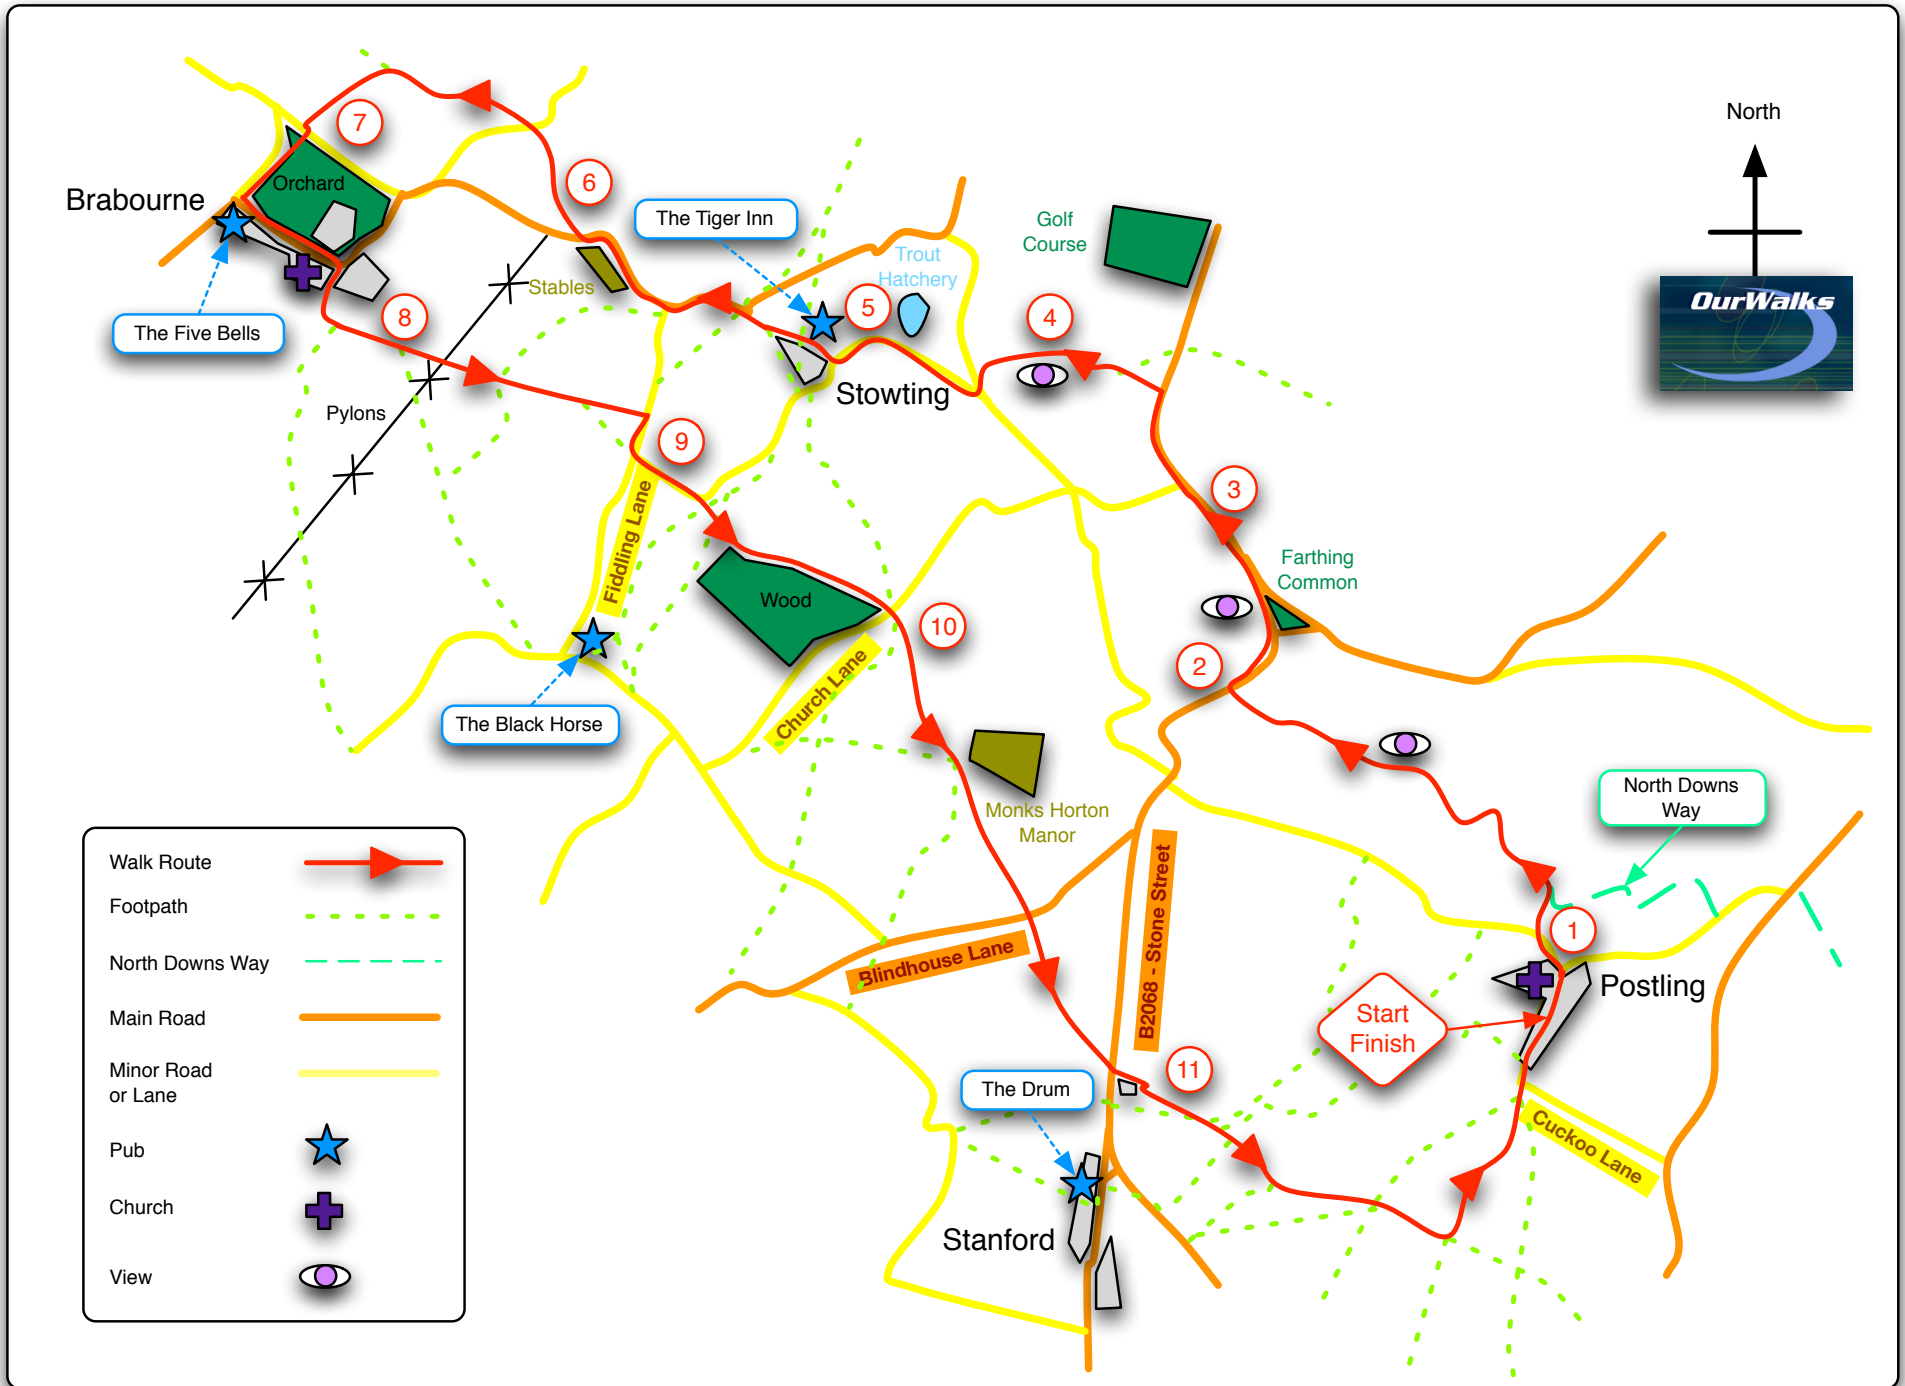 North
OurWalks
7
Orchard
Brabourne
6
The Tiger Inn
Golf
Course
Trout
Hatchery
Stables
5
4
8
The Five Bells
Pylons
Stowting
9
3
Fiddling Lane
Farthing
Common
Wood
10
2
Church Lane
The Black Horse
Monks Horton
Manor
North Downs
Way
B2068 - Stone Street
1
Blindhouse Lane
Postling
Start
Finish
11
The Drum
Cuckoo Lane
Stanford
Walk Route
Footpath
North Downs Way
Main Road
Minor Road
or Lane
Pub
Church
View